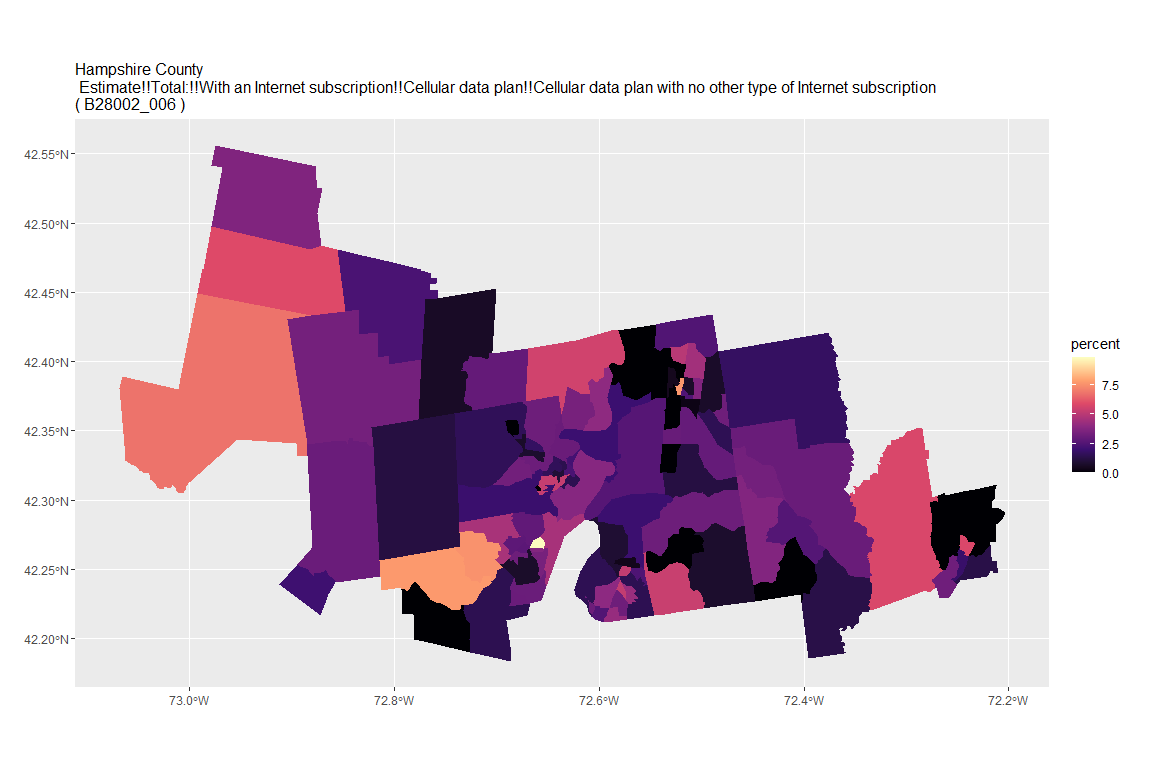 Hampshire County
Estimate!!Total:!!With an Internet subscription!!Cellular data plan!!Cellular data plan with no other type of Internet subscription
( B28002_006 )
42.55°N
42.50°N
42.45°N
42.40°N
42.35°N
42.30°N
42.25°N
42.20°N
73.0°W
72.8°W
72.6°W
72.4°W
72.2°W
percent
7.5
5.0
2.5
0.0